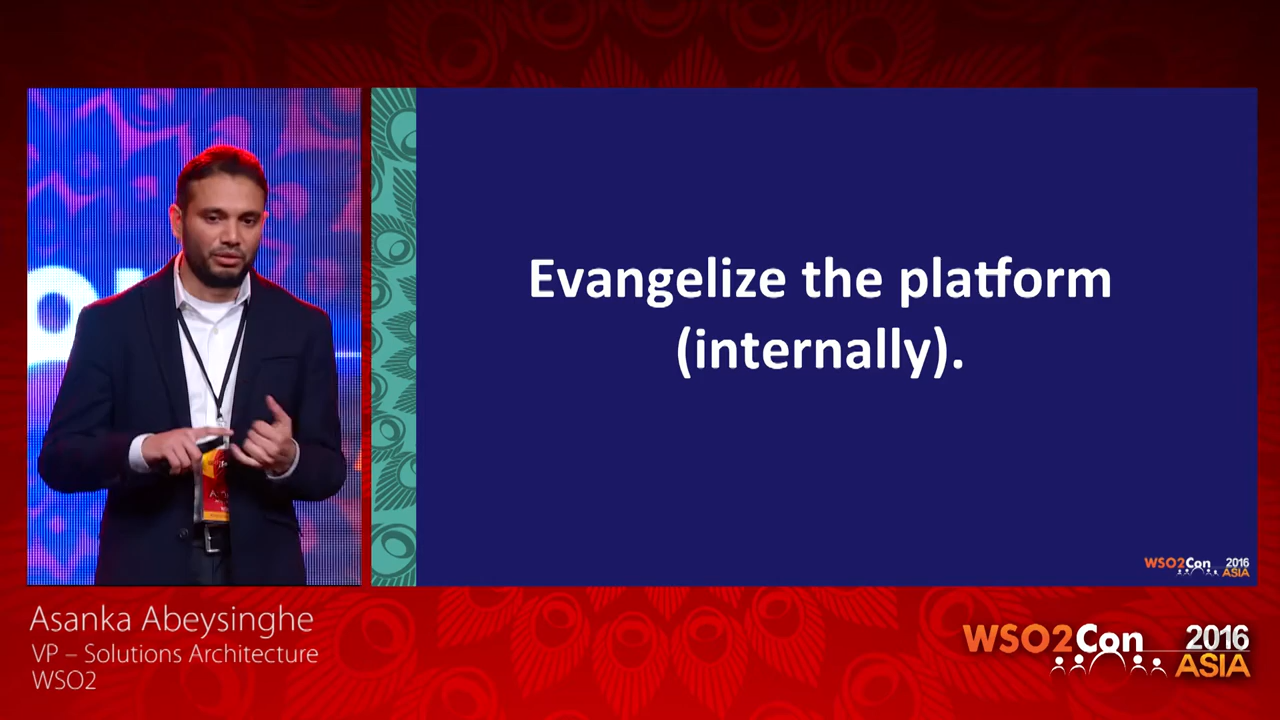 Evangelize the platform
(internally).
WSO2Con 2016
ASIA
Asanka Abeysinghe
VP – Solutions Architecture
WSO2
WSO2Con 2016
ASIA